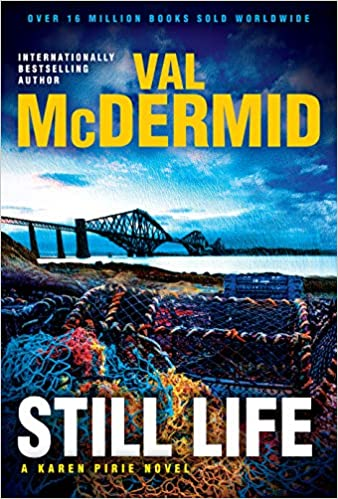 OVER 16 MILLION BOOKS SOLD WORLDWIDE
INTERNATIONALLY
BESTSELLING
AUTHOR
VAL
McDERMID
STILL LIFE
A KAREN PIRIE NOVEL